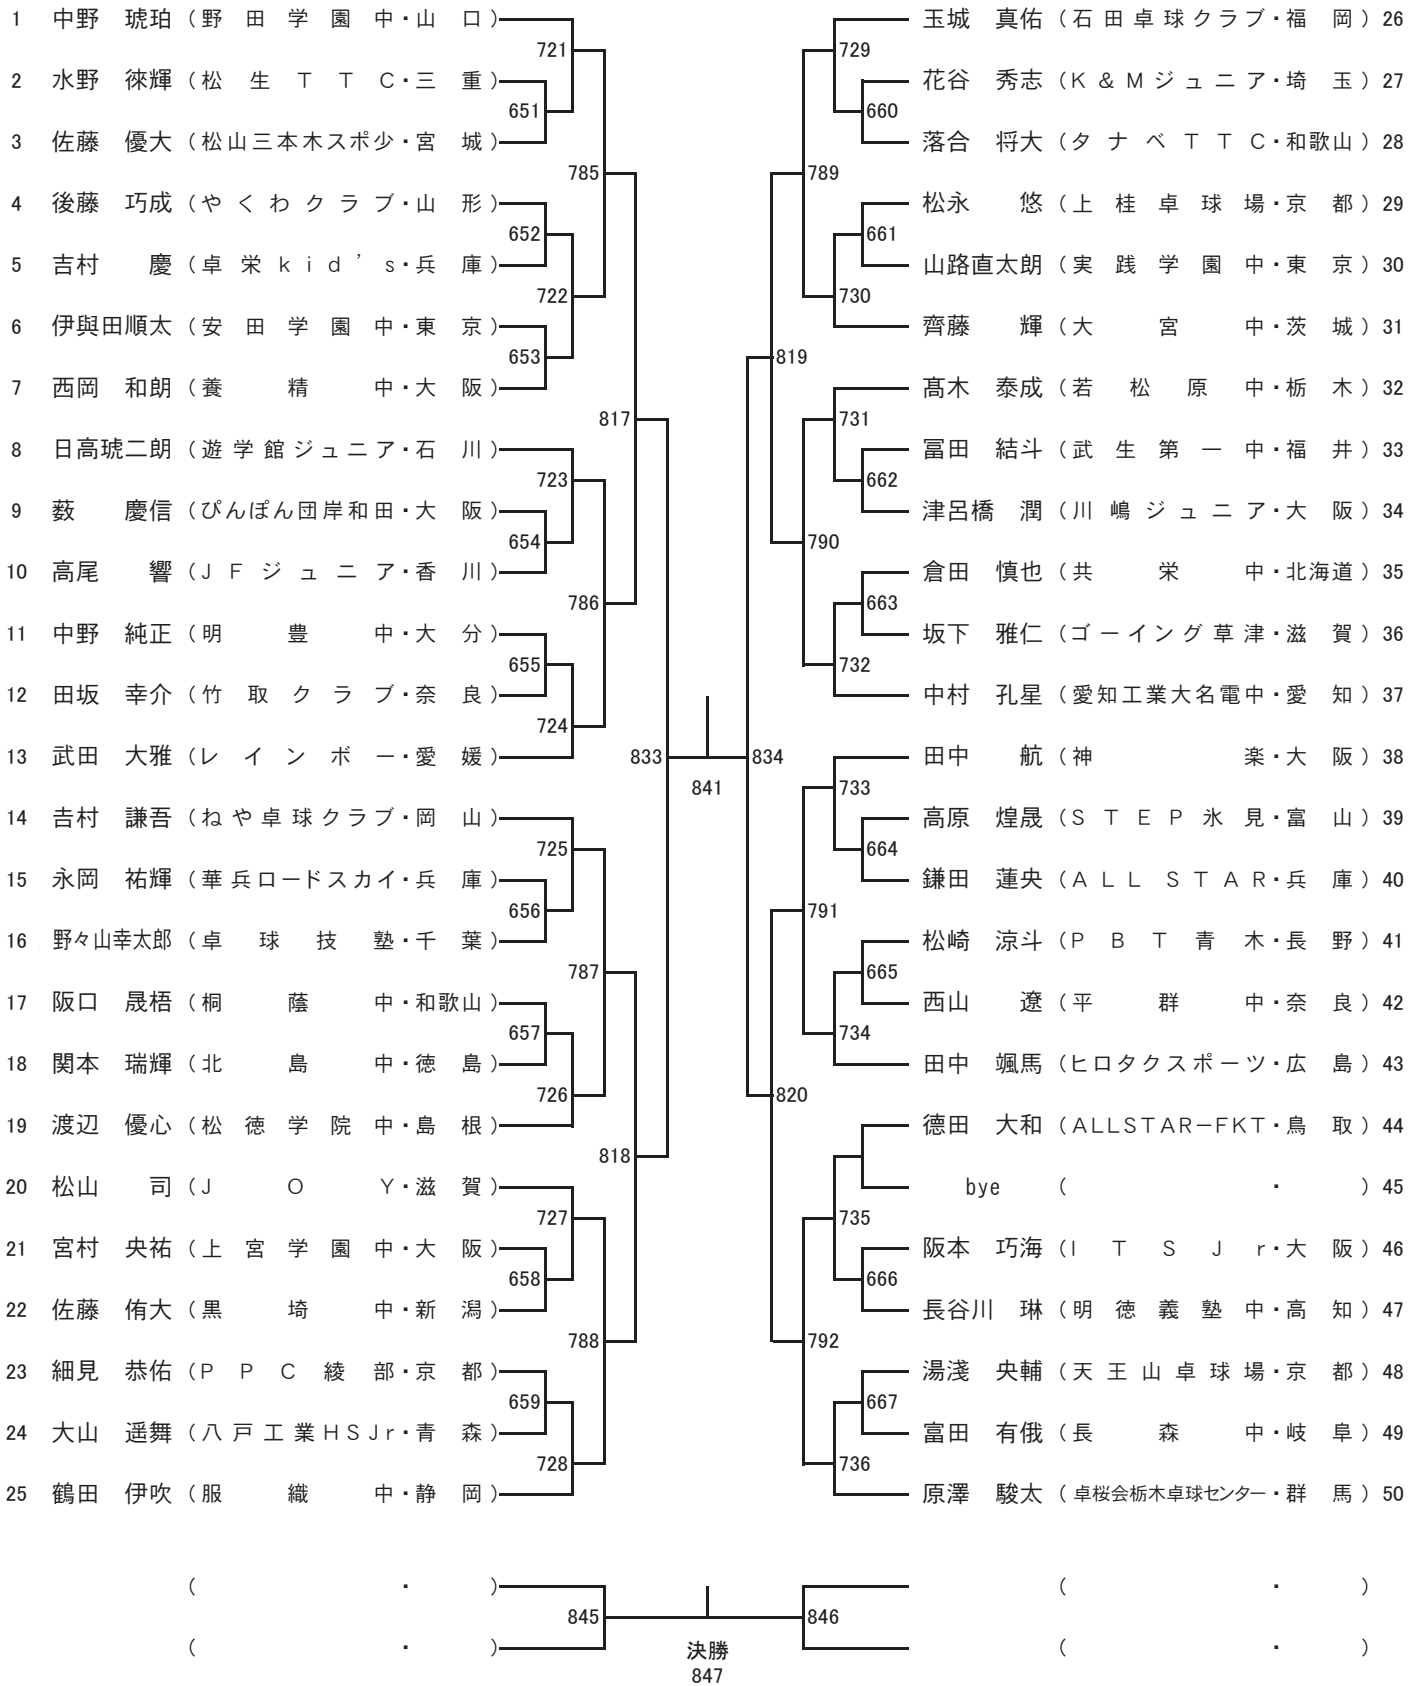 1 中野 琥珀 (野田学園中・山口)
2 水野 徠輝 (松生TTC・三重)
3 佐藤 優大 (松山三本木スポ少・宮城)
4 後藤 巧成 (やくわクラブ・山形)
5 吉村 慶 (卓栄kid's・兵庫)
6 伊與田順太 (安田学園中・東京)
7 西岡 和朗 (養精中・大阪)
8 日高琥二朗 (遊学館ジュニア・石川)
9 薮 慶信 (ぴんぽん団岸和田・大阪)
10 高尾 響 (JFジュニア・香川)
11 中野 純正 (明豊中・大分)
12 田坂 幸介 (竹取クラブ・奈良)
13 武田 大雅 (レインボー・愛媛)
14 吉村 謙吾 (ねや卓球クラブ・岡山)
15 永岡 祐輝 (華兵ロードスカイ・兵庫)
16 野々山幸太郎 (卓球技塾・千葉)
17 阪口 晟梧 (桐蔭中・和歌山)
18 関本 瑞輝 (北島中・徳島)
19 渡辺 優心 (松徳学院中・島根)
20 松山 司 (JOY・滋賀)
21 宮村 央祐 (上宮学園中・大阪)
22 佐藤 侑大 (黒埼中・新潟)
23 細見 恭佑 (PPC綾部・京都)
24 大山 遥舞 (八戸工業HSJr・青森)
25 鶴田 伊吹 (服織中・静岡)
721
651
785
652
722
653
817
723
654
786
655
724
833
725
656
787
657
726
818
727
658
788
659
728
841
834
729
660
789
661
730
819
731
662
790
663
732
733
664
791
665
734
820
735
666
792
667
736
玉城 真佑 (石田卓球クラブ・福岡) 26
花谷 秀志 (K&Mジュニア・埼玉) 27
落合 将大 (タナベTTC・和歌山) 28
松永 悠 (上桂卓球場・京都) 29
山路直太朗 (実践学園中・東京) 30
齊藤 輝 (大宮中・茨城) 31
髙木 泰成 (若松原中・栃木) 32
冨田 結斗 (武生第一中・福井) 33
津呂橋 潤 (川嶋ジュニア・大阪) 34
倉田 慎也 (共栄中・北海道) 35
坂下 雅仁 (ゴーイング草津・滋賀) 36
中村 孔星 (愛知工業大名電中・愛知) 37
田中 航 (神楽・大阪) 38
高原 煌晟 (STEP氷見・富山) 39
鎌田 蓮央 (ALL STAR・兵庫) 40
松崎 涼斗 (PBT青木・長野) 41
西山 遼 (平群中・奈良) 42
田中 颯馬 (ヒロタクスポーツ・広島) 43
德田 大和 (ALLSTAR-FKT・鳥取) 44
bye ( ・ ) 45
阪本 巧海 (ITSJr・大阪) 46
長谷川 琳 (明徳義塾中・高知) 47
湯淺 央輔 (天王山卓球場・京都) 48
富田 有俄 (長森中・岐阜) 49
原澤 駿太 (卓桜会栃木卓球センター・群馬) 50
( ・ ) ( ・ )
845 846
( ・ ) ( ・ )
決勝
847